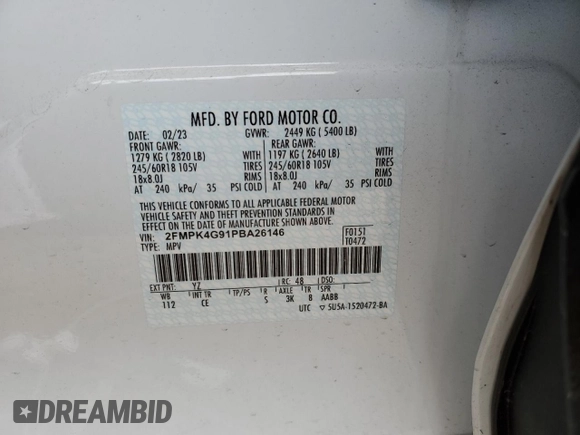 MFD. BY FORD MOTOR CO.
DATE: 02/23 GVWR: 2449 KG ( 5400 LB)
FRONT GAWR: REAR GAWR:
1279 KG ( 2820 LB) WITH 1197 KG ( 2640 LB) WITH
245/60R18 105V TIRES 245/60R18 105V TIRES
18x8.0J RIMS 18x8.0J RIMS
AT 240 kPa/ 35 PSI COLD AT 240 kPa/ 35 PSI COLD
THIS VEHICLE CONFORMS TO ALL APPLICABLE FEDERAL MOTOR
VEHICLE SAFETY AND THEFT PREVENTION STANDARDS IN
EFFECT ON THE DATE OF MANUFACTURE SHOWN ABOVE.
VIN: 2FMPK4G91PBA26146 F0151
TYPE: MPV T0472
EXT PNT: YZ RC: 48 DSO:
WB INT TR TP/PS R AXLE TR SPR
112 CE S 3K 8 AABB
UTC ▽ 5U5A-1520472-BA
DREAMBID